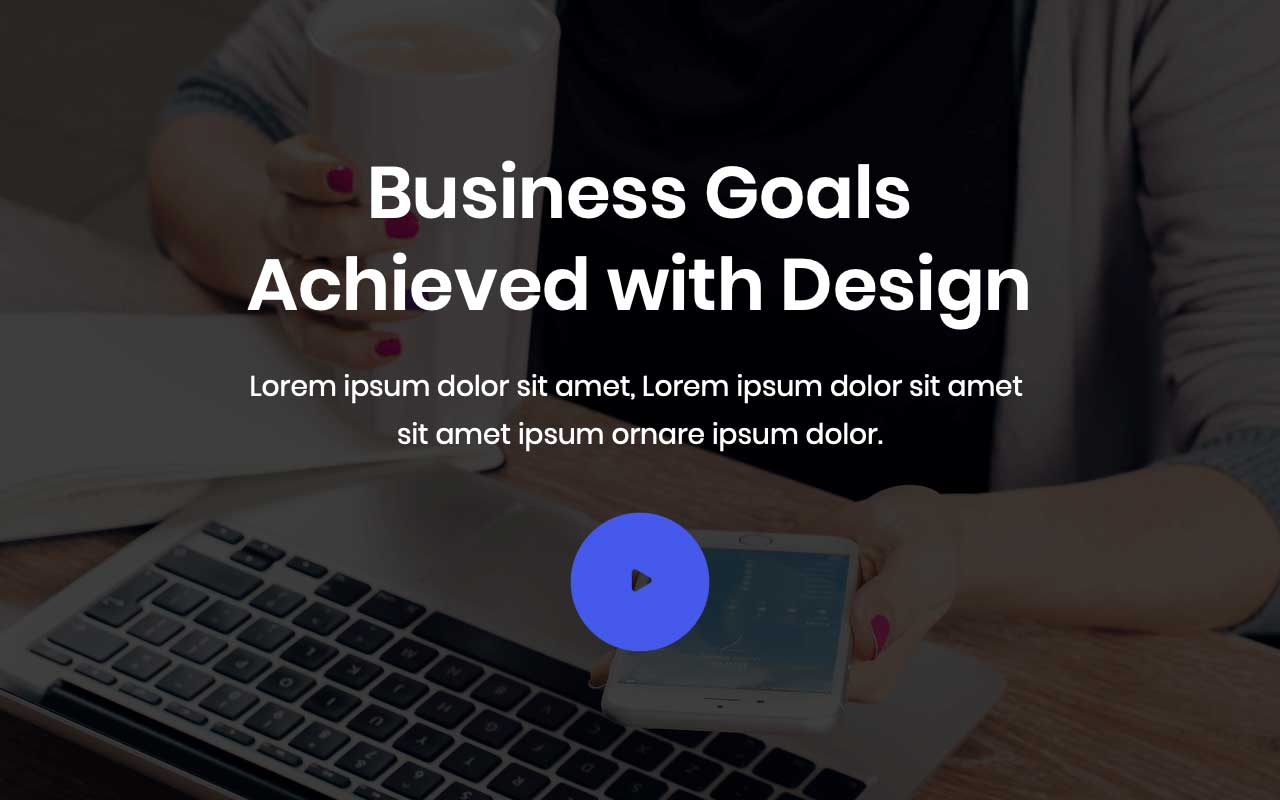 Business Goals
Achieved with Design
Lorem ipsum dolor sit amet, Lorem ipsum dolor sit amet
sit amet ipsum ornare ipsum dolor.